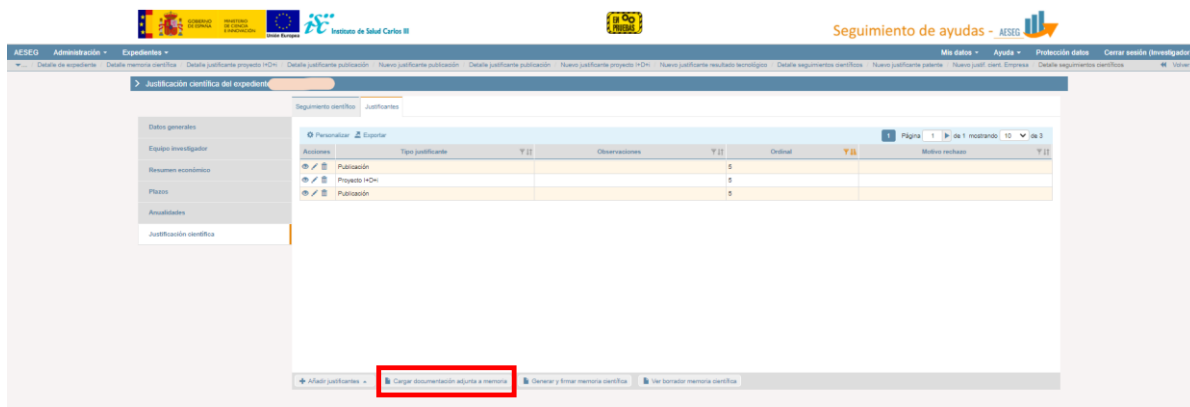 GOBIERNO DE ESPAÑA
MINISTERIO DE CIENCIA E INNOVACIÓN
Unión Europea
Instituto de Salud Carlos III
EN PRUEBAS
Seguimiento de ayudas - AESEG
AESEG Administración Expedientes Mis datos Ayuda Protección datos Cerrar sesión (Investigador
... Detalle de expediente Detalle memoria científica Detalle justificante proyecto I+D+i Detalle justificante publicación Nuevo justificante publicación Detalle justificante publicación Nuevo justificante proyecto I+D+i Nuevo justificante resultado tecnológico Detalle seguimientos científicos Nuevo justificante patente Nuevo justif. cient. Empresa Detalle seguimientos científicos Volver
Justificación científica del expediente
Seguimiento científico Justificantes
Datos generales
Equipo investigador
Resumen económico
Plazos
Anualidades
Justificación científica
Personalizar Exportar 1 Página 1 de 1 mostrando 10 de 3
Acciones Tipo justificante Observaciones Ordinal Motivo rechazo
Publicación 5
Proyecto I+D+i 5
Publicación 5
Añadir justificantes Cargar documentación adjunta a memoria Generar y firmar memoria científica Ver borrador memoria científica